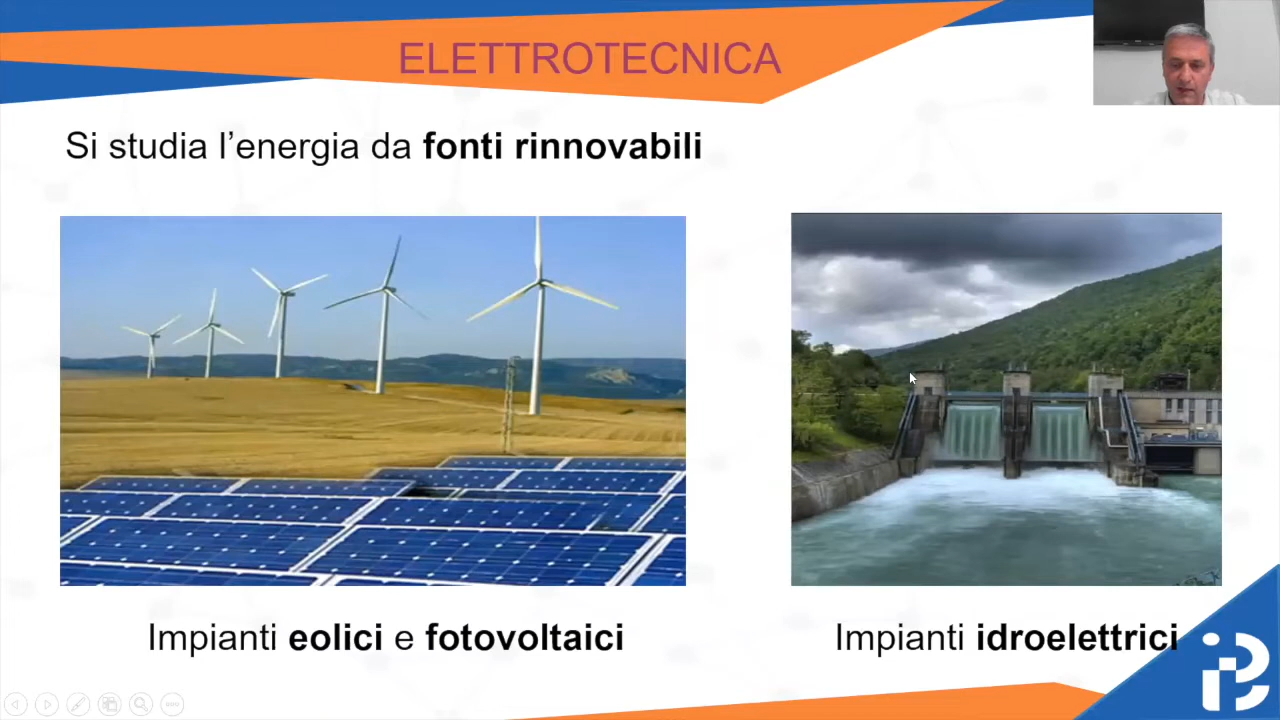 ELETTROTECNICA
Si studia l’energia da fonti rinnovabili
Impianti eolici e fotovoltaici
Impianti idroelettrici